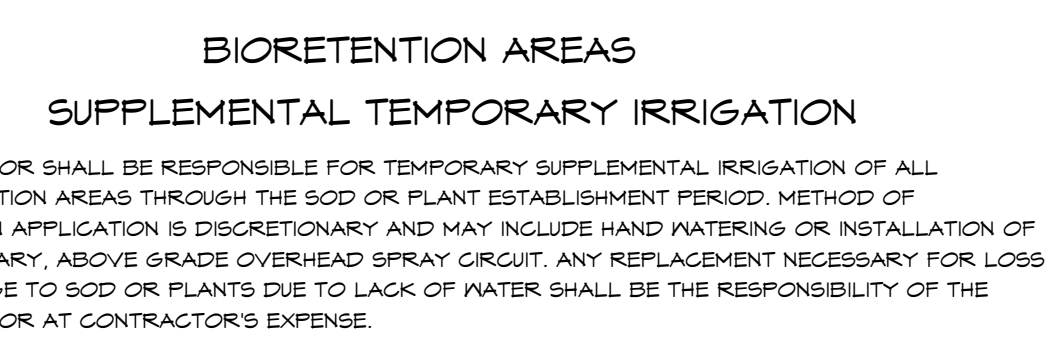 BIORETENTION AREAS
SUPPLEMENTAL TEMPORARY IRRIGATION
OR SHALL BE RESPONSIBLE FOR TEMPORARY SUPPLEMENTAL IRRIGATION OF ALL
TION AREAS THROUGH THE SOD OR PLANT ESTABLISHMENT PERIOD. METHOD OF
APPLICATION IS DISCRETIONARY AND MAY INCLUDE HAND WATERING OR INSTALLATION OF
ARY, ABOVE GRADE OVERHEAD SPRAY CIRCUIT. ANY REPLACEMENT NECESSARY FOR LOSS
GE TO SOD OR PLANTS DUE TO LACK OF WATER SHALL BE THE RESPONSIBILITY OF THE
OR AT CONTRACTOR'S EXPENSE.